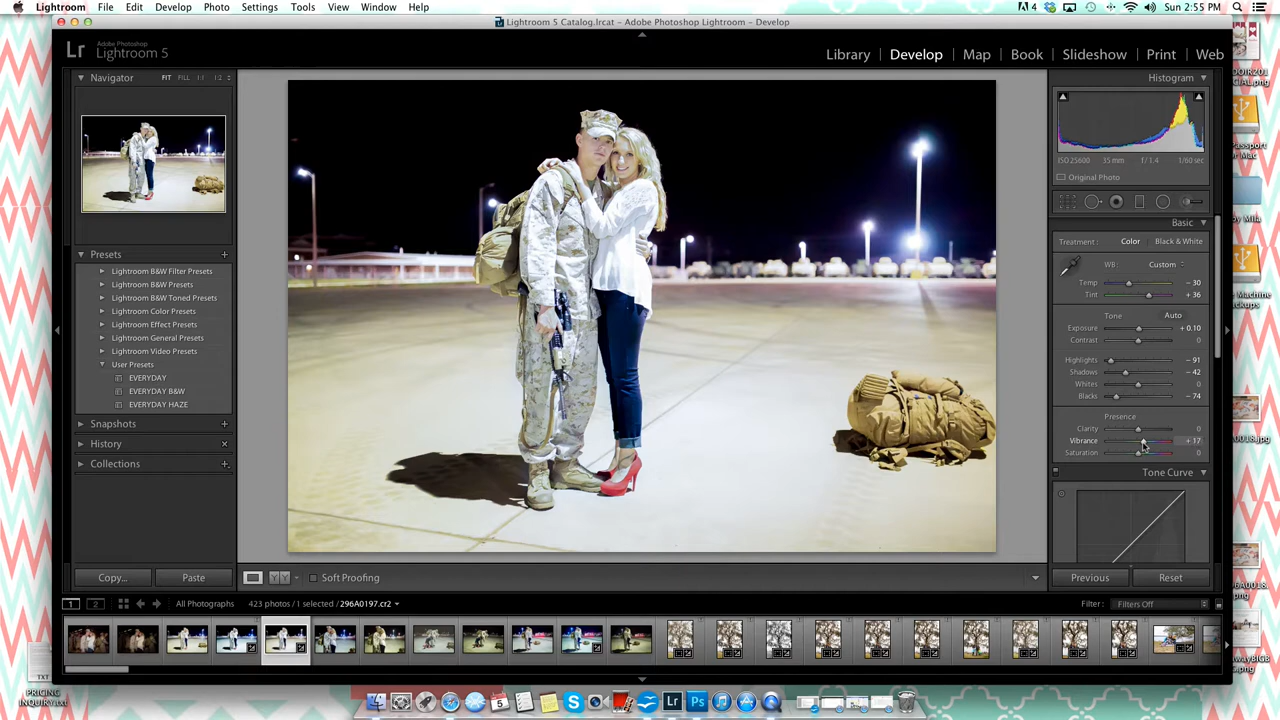 Lightroom File Edit Develop Photo Settings Tools View Window Help 4 Sun 2:55 PM
Lightroom 5 Catalog.lrcat – Adobe Photoshop Lightroom – Develop
Lr Adobe Photoshop
Lightroom 5
Library | Develop | Map | Book | Slideshow | Print | Web
Navigator FIT FILL 1:1 1:2
Histogram
ISO 25600 35 mm f / 1.4 1/60 sec
Original Photo
Basic
Treatment : Color Black & White
WB : Custom
Temp – 30
Tint + 36
Tone Auto
Exposure + 0.10
Contrast 0
Highlights – 91
Shadows – 42
Whites 0
Blacks – 74
Presence
Clarity 0
Vibrance + 17
Saturation 0
Tone Curve
Previous Reset
Presets +
Lightroom B&W Filter Presets
Lightroom B&W Presets
Lightroom B&W Toned Presets
Lightroom Color Presets
Lightroom Effect Presets
Lightroom General Presets
Lightroom Video Presets
User Presets
EVERYDAY
EVERYDAY B&W
EVERYDAY HAZE
Snapshots +
History ×
Collections +
Copy... Paste
YY Soft Proofing
1 2 All Photographs 423 photos / 1 selected / 296A0197.cr2 Filter : Filters Off
PRICING
INQUIRY.txt
Lr Ps